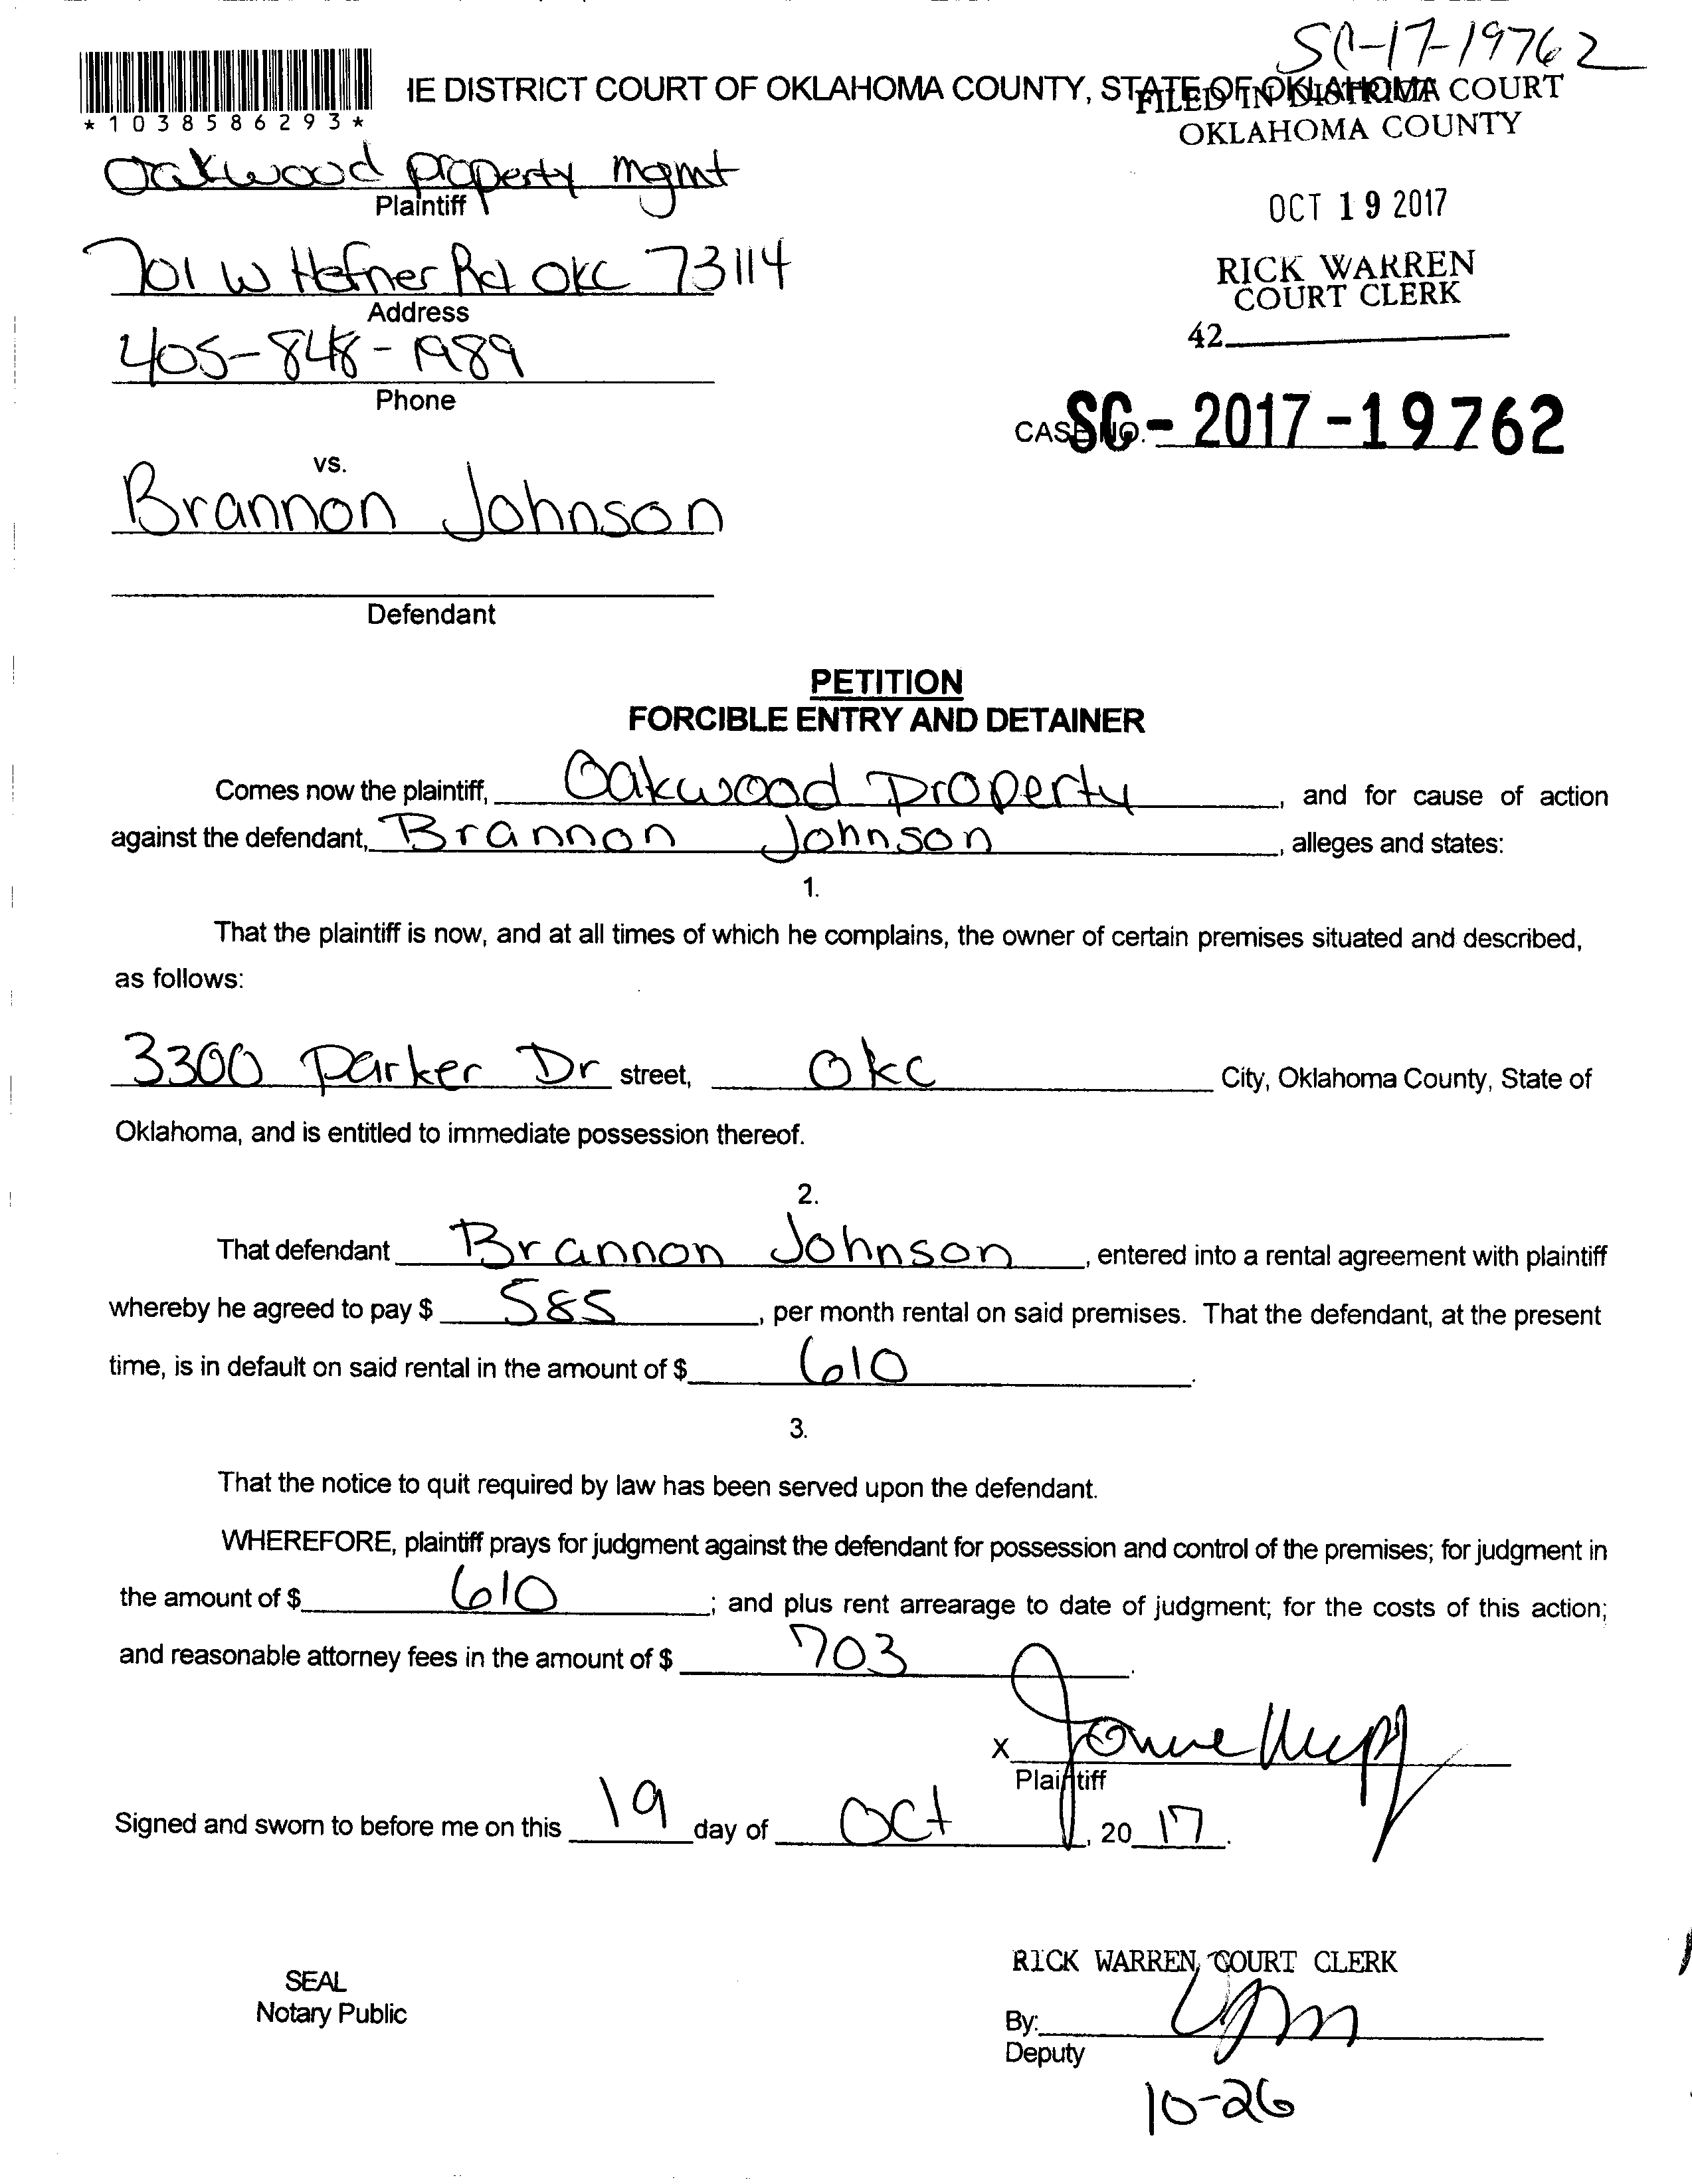 SC-17-19762
IE DISTRICT COURT OF OKLAHOMA COUNTY, STATE OF OKLAHOMA
FILED IN DISTRICT COURT
OKLAHOMA COUNTY
*1038586293*
Oakwood property mgmt
Plaintiff
OCT 19 2017
701 W Hefner Rd OKC 73114
Address
RICK WARREN
COURT CLERK
405-848-1989
Phone
42
CASE NO. SC-2017-19762
vs.
Brannon Johnson
Defendant
PETITION
FORCIBLE ENTRY AND DETAINER
Comes now the plaintiff, Oakwood Property, and for cause of action
against the defendant, Brannon Johnson, alleges and states:
1.
That the plaintiff is now, and at all times of which he complains, the owner of certain premises situated and described,
as follows:
3300 Parker Dr street, OKC City, Oklahoma County, State of
Oklahoma, and is entitled to immediate possession thereof.
2.
That defendant Brannon Johnson, entered into a rental agreement with plaintiff
whereby he agreed to pay $ 585, per month rental on said premises. That the defendant, at the present
time, is in default on said rental in the amount of $ 610.
3.
That the notice to quit required by law has been served upon the defendant.
WHEREFORE, plaintiff prays for judgment against the defendant for possession and control of the premises; for judgment in
the amount of $ 610; and plus rent arrearage to date of judgment; for the costs of this action;
and reasonable attorney fees in the amount of $ 703.
X
Plaintiff
Signed and sworn to before me on this 19 day of Oct, 20 17.
RICK WARREN, COURT CLERK
SEAL
Notary Public
By:
Deputy
10-26